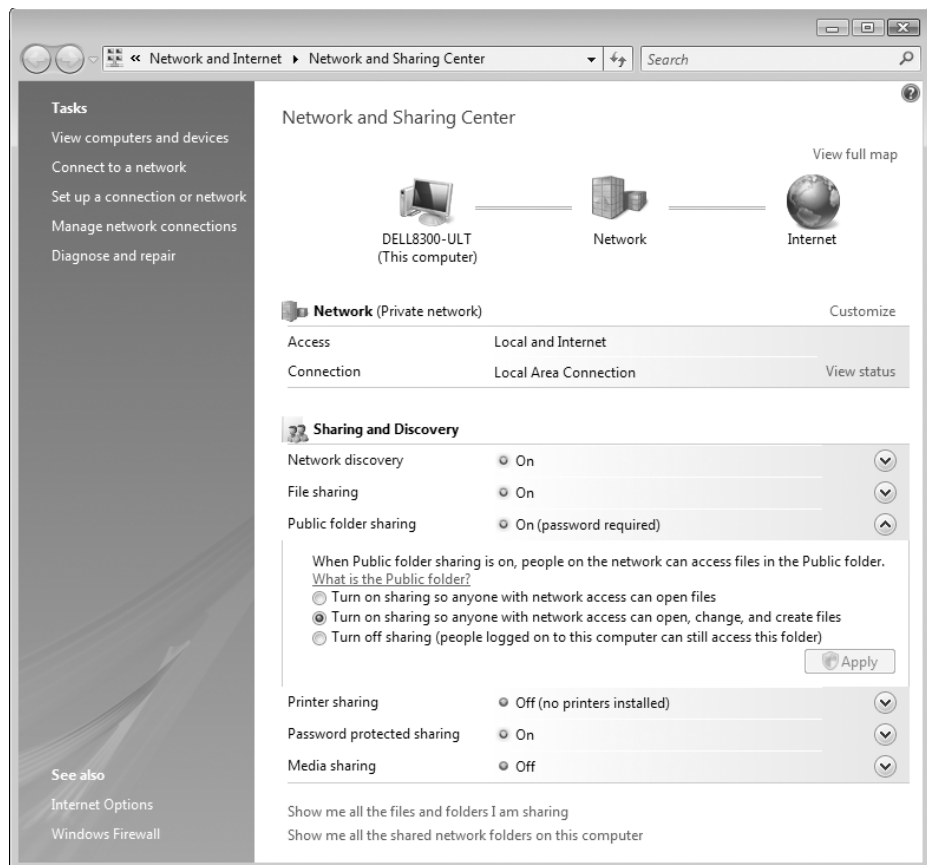 « Network and Internet ▸ Network and Sharing Center
Search
Tasks
View computers and devices
Connect to a network
Set up a connection or network
Manage network connections
Diagnose and repair
Network and Sharing Center
View full map
DELL8300-ULT
(This computer)
Network
Internet
Network (Private network)
Customize
Access Local and Internet
Connection Local Area Connection View status
Sharing and Discovery
Network discovery On
File sharing On
Public folder sharing On (password required)
When Public folder sharing is on, people on the network can access files in the Public folder.
What is the Public folder?
Turn on sharing so anyone with network access can open files
Turn on sharing so anyone with network access can open, change, and create files
Turn off sharing (people logged on to this computer can still access this folder)
Apply
Printer sharing Off (no printers installed)
Password protected sharing On
Media sharing Off
Show me all the files and folders I am sharing
Show me all the shared network folders on this computer
See also
Internet Options
Windows Firewall